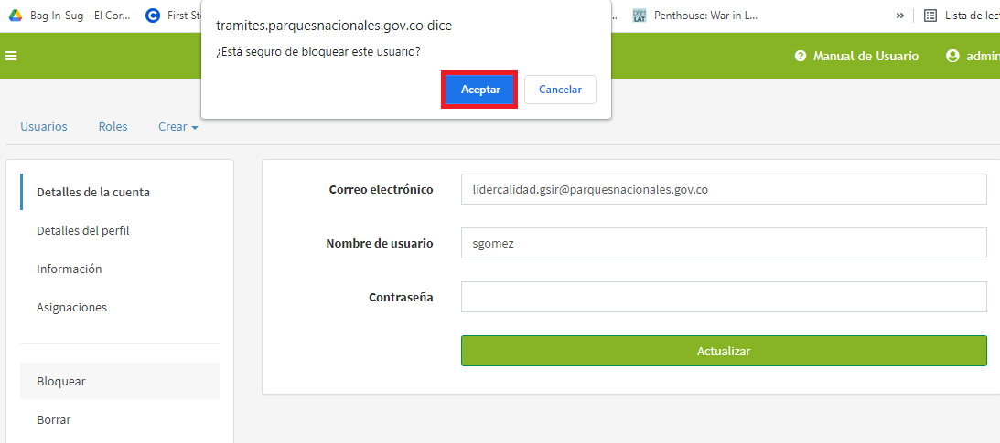 Bag In-Sug - El Cor...
First St
...
Penthouse: War in L...
»
Lista de lect
tramites.parquesnacionales.gov.co dice
¿Está seguro de bloquear este usuario?
Aceptar
Cancelar
Manual de Usuario
admin
Usuarios
Roles
Crear
Detalles de la cuenta
Detalles del perfil
Información
Asignaciones
Bloquear
Borrar
Correo electrónico
lidercalidad.gsir@parquesnacionales.gov.co
Nombre de usuario
sgomez
Contraseña
Actualizar